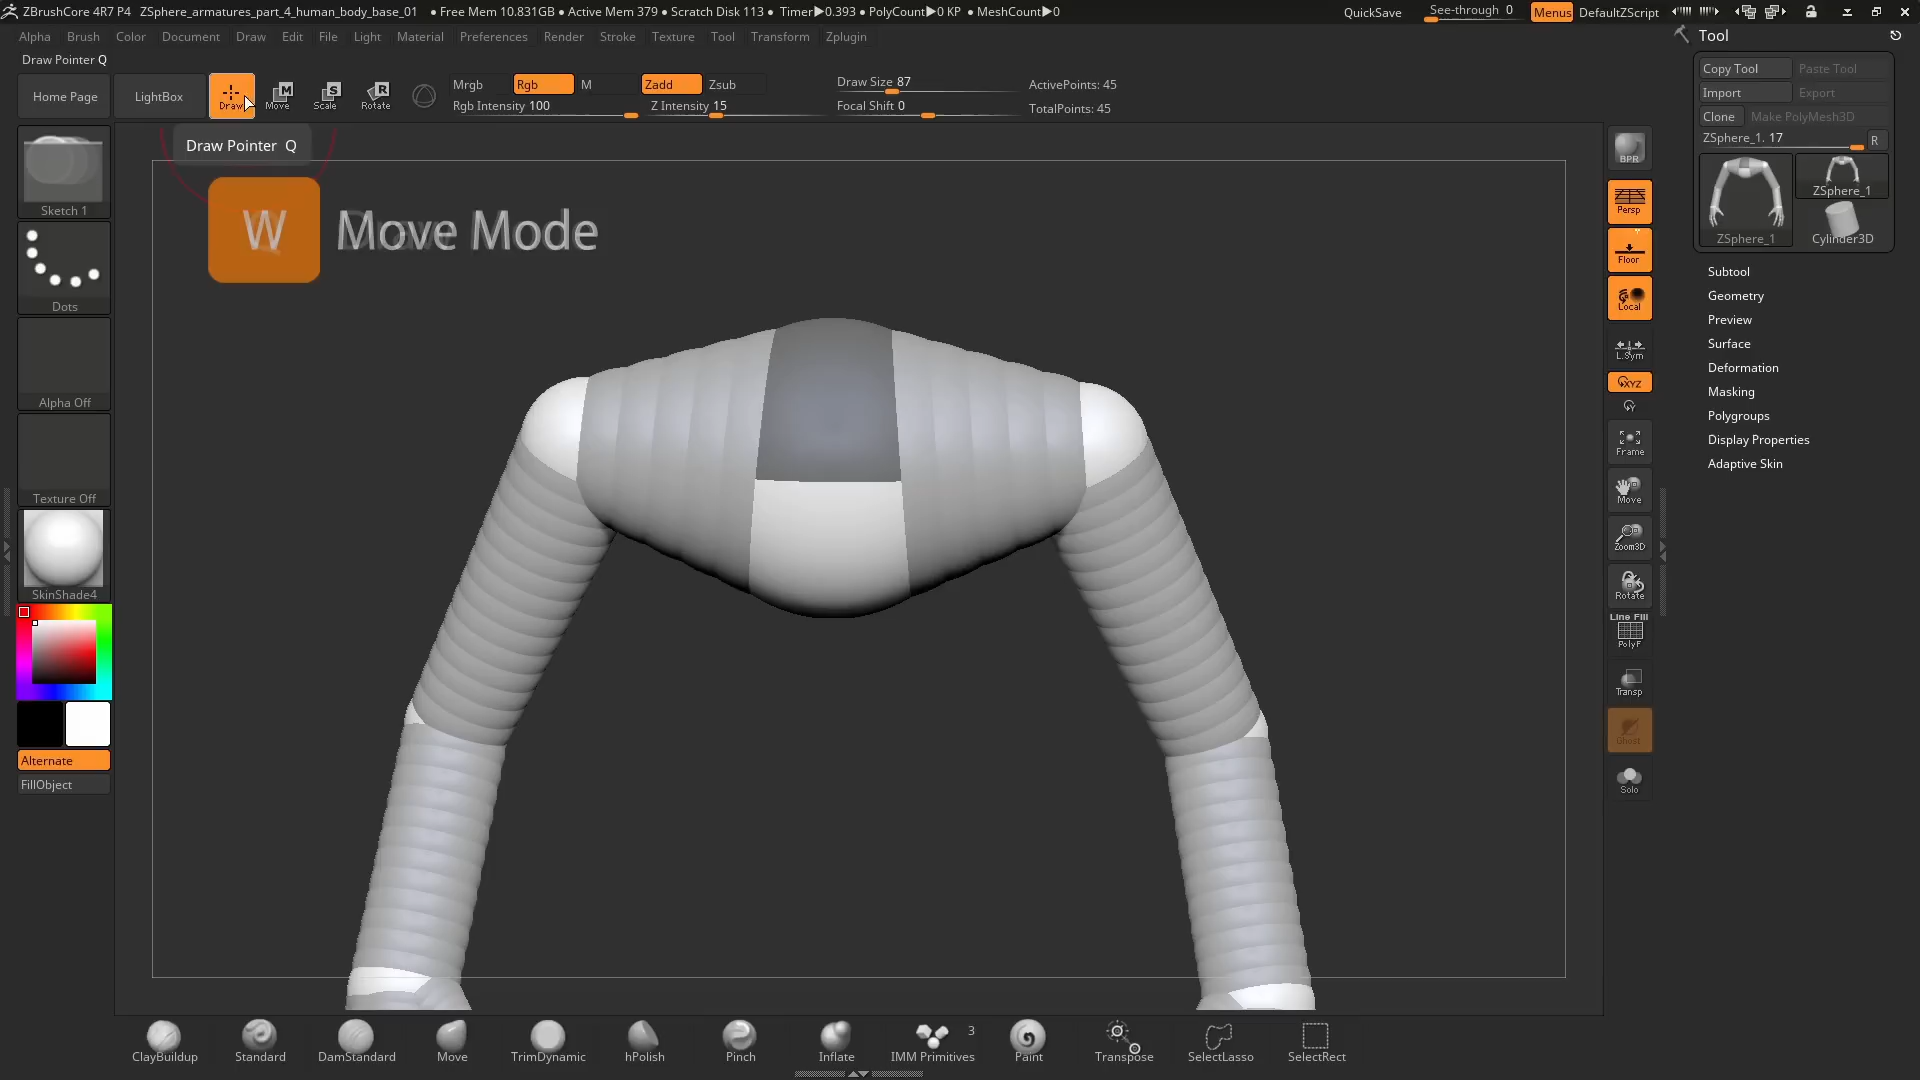 ZBrushCore 4R7 P4 ZSphere_armatures_part_4_human_body_base_01 • Free Mem 10.831GB • Active Mem 379 • Scratch Disk 113 • Timer▶0.393 • PolyCount▶0 KP • MeshCount▶0 QuickSave See-through 0 Menus DefaultZScript
Alpha Brush Color Document Draw Edit File Light Material Preferences Render Stroke Texture Tool Transform Zplugin
Tool
Draw Pointer Q
Copy Tool Paste Tool
Import Export
Clone Make PolyMesh3D
ZSphere_1. 17 R
ZSphere_1
ZSphere_1 Cylinder3D
Home Page LightBox Draw Move Scale Rotate
M S R
Mrgb Rgb M Zadd Zsub
Rgb Intensity 100 Z Intensity 15
Draw Size 87
Focal Shift 0
ActivePoints: 45
TotalPoints: 45
Draw Pointer Q
W Move Mode
Sketch 1
Dots
Alpha Off
Texture Off
SkinShade4
Alternate
FillObject
BPR
Persp
Floor
Local
L.Sym
XYZ
Y
Frame
Move
Zoom3D
Rotate
Line Fill
PolyF
Transp
Ghost
Solo
Subtool
Geometry
Preview
Surface
Deformation
Masking
Polygroups
Display Properties
Adaptive Skin
ClayBuildup Standard DamStandard Move TrimDynamic hPolish Pinch Inflate IMM Primitives 3 Paint Transpose SelectLasso SelectRect